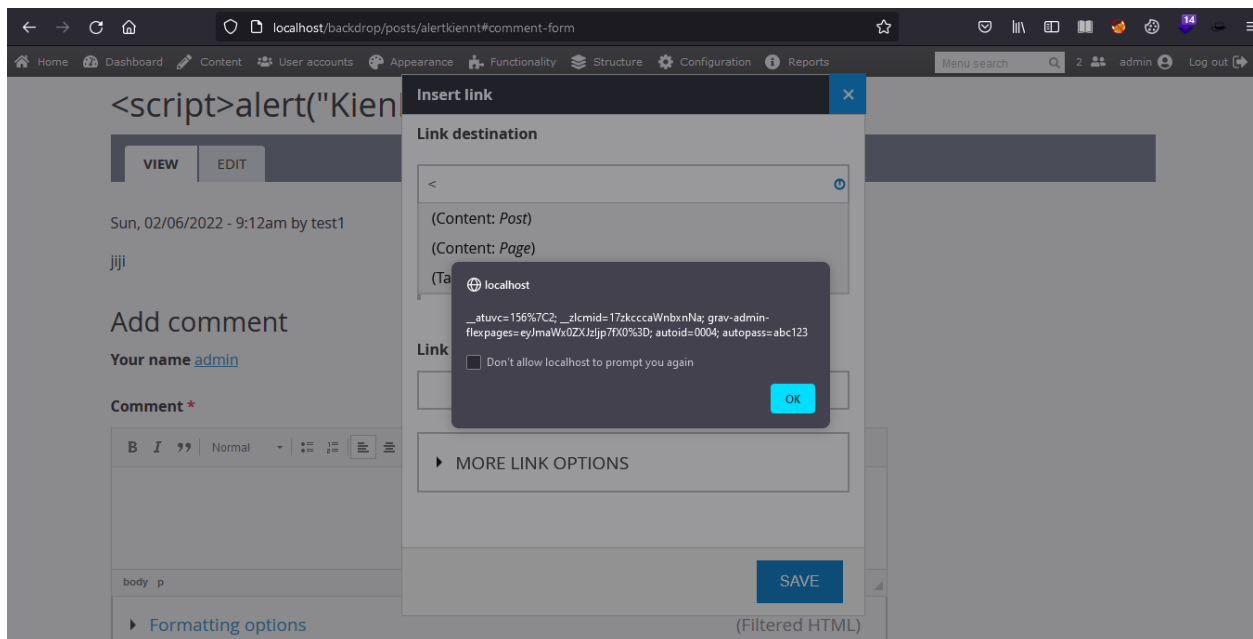 localhost/backdrop/posts/alertkiennt#comment-form
14
Home Dashboard Content User accounts Appearance Functionality Structure Configuration Reports Menu search 2 admin Log out
<script>alert("Kien
Insert link
Link destination
VIEW EDIT
<
(Content: Post)
(Content: Page)
(Ta
Sun, 02/06/2022 - 9:12am by test1
jiji
localhost
__atuvc=156%7C2; __zlcmid=17zkcccaWnbxnNa; grav-admin-
flexpages=eyJmaWx0ZXJzIjp7fX0%3D; autoid=0004; autopass=abc123
Don't allow localhost to prompt you again
OK
Add comment
Your name admin
Link
Comment *
B I Normal
MORE LINK OPTIONS
SAVE
body p
Formatting options
(Filtered HTML)